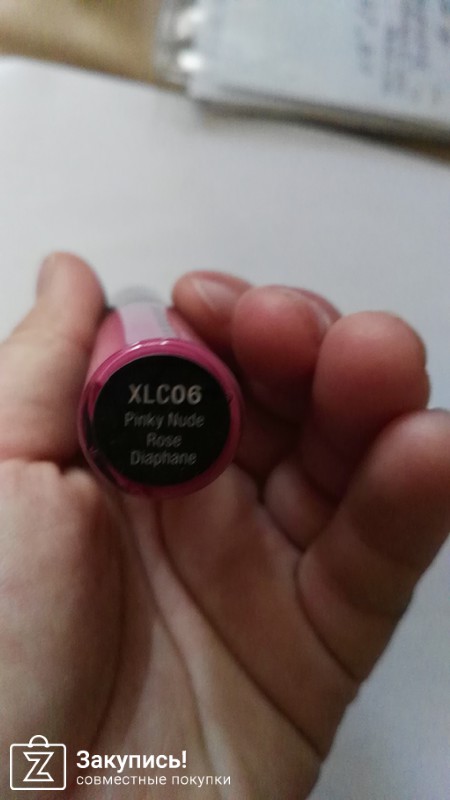 XLC06
Pinky Nude
Rose
Diaphane
Закупись!
совместные покупки